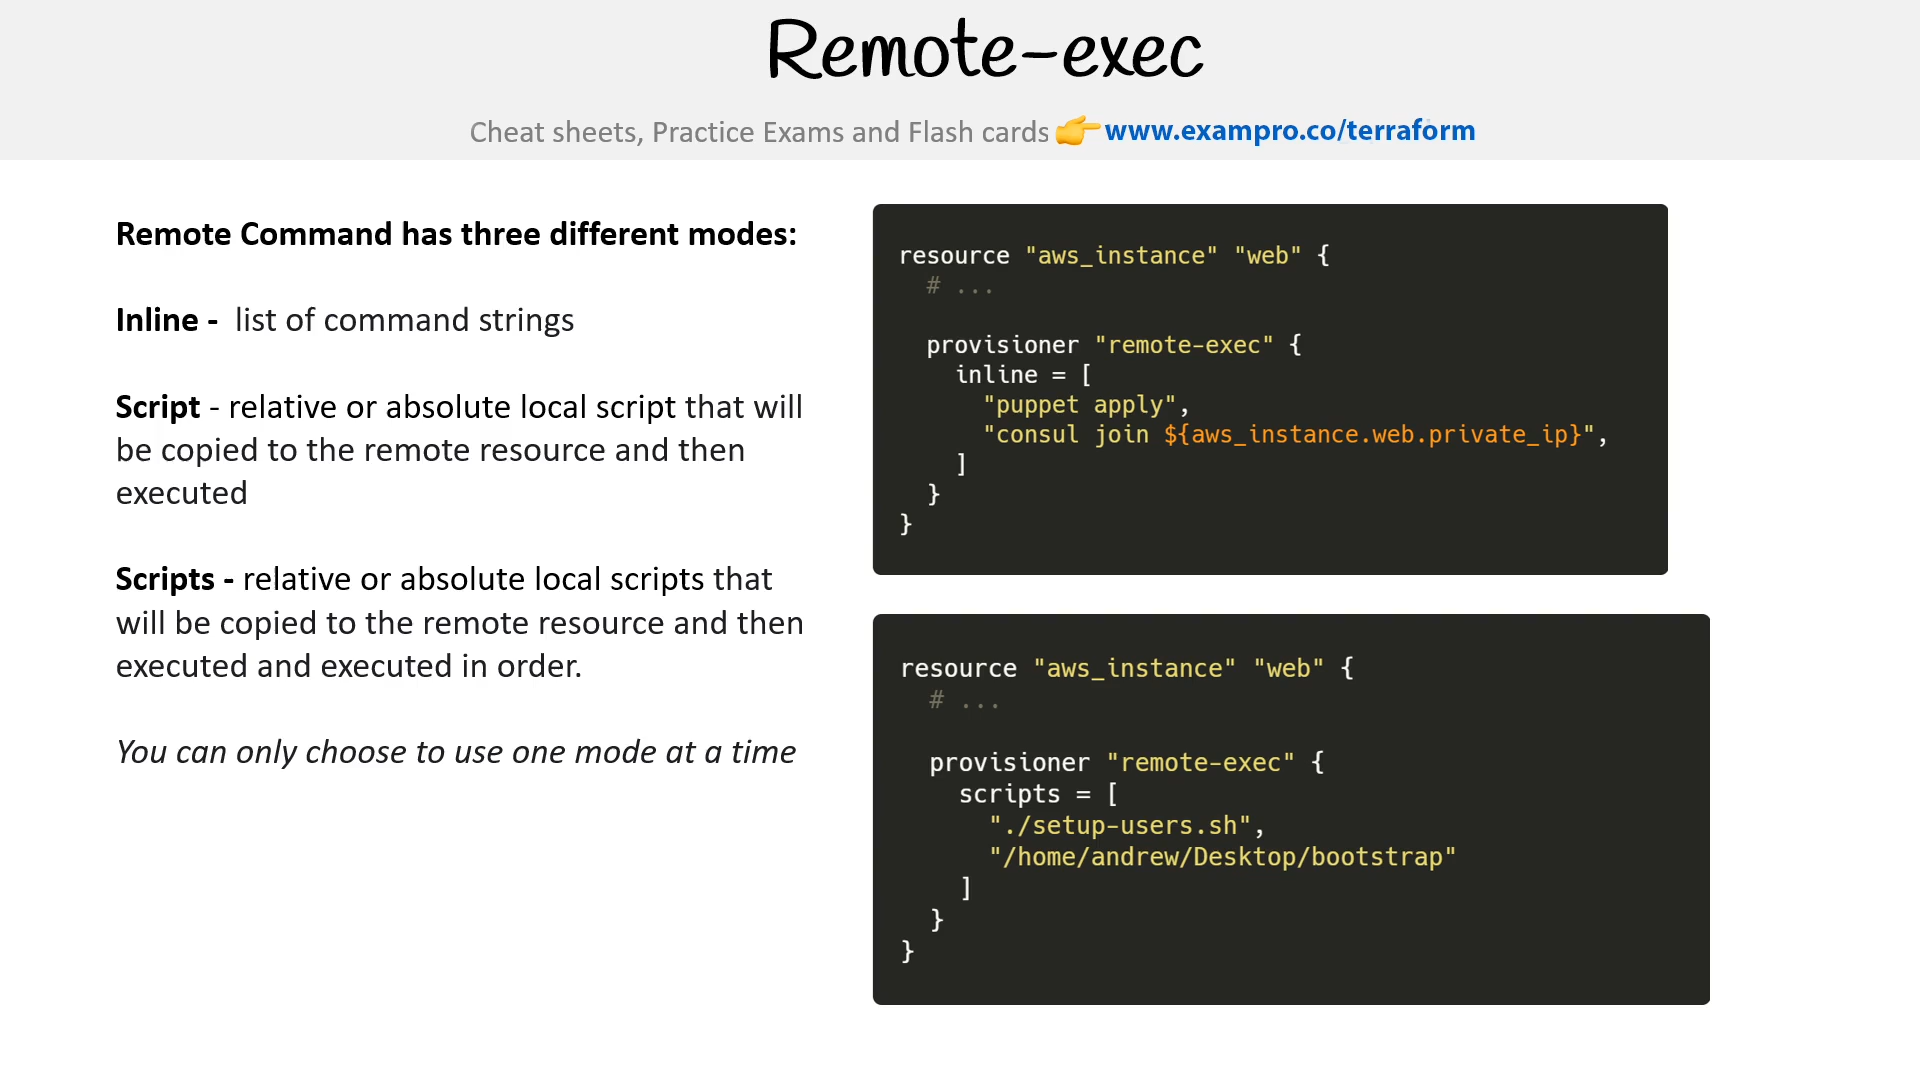 Remote-exec
Cheat sheets, Practice Exams and Flash cards 👉 www.exampro.co/terraform
Remote Command has three different modes:
Inline - list of command strings
Script - relative or absolute local script that will
be copied to the remote resource and then
executed
Scripts - relative or absolute local scripts that
will be copied to the remote resource and then
executed and executed in order.
You can only choose to use one mode at a time
resource "aws_instance" "web" {
  # ...
  provisioner "remote-exec" {
    inline = [
      "puppet apply",
      "consul join ${aws_instance.web.private_ip}",
    ]
  }
}
resource "aws_instance" "web" {
  # ...
  provisioner "remote-exec" {
    scripts = [
      "./setup-users.sh",
      "/home/andrew/Desktop/bootstrap"
    ]
  }
}